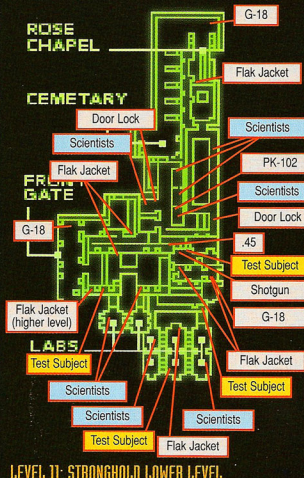 G-18
ROSE
CHAPEL
Flak Jacket
CEMETARY
Door Lock
Scientists
Scientists
PK-102
Flak Jacket
Scientists
FRONT
GATE
Door Lock
G-18
.45
Test Subject
Shotgun
Flak Jacket
(higher level)
G-18
LABS
Flak Jacket
Test Subject
Test Subject
Scientists
Scientists
Scientists
Test Subject
Flak Jacket
LEVEL 11: STRONGHOLD LOWER LEVEL